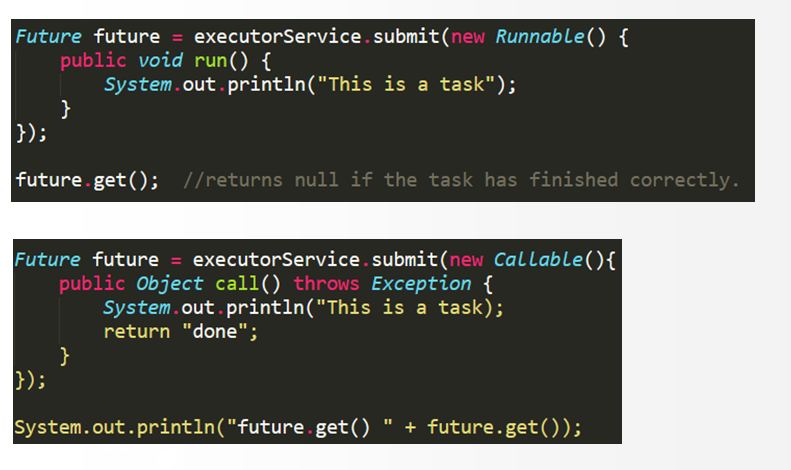 Future future = executorService.submit(new Runnable() {
    public void run() {
        System.out.println("This is a task");
    }
});
future.get();  //returns null if the task has finished correctly.
Future future = executorService.submit(new Callable(){
    public Object call() throws Exception {
        System.out.println("This is a task);
        return "done";
    }
});
System.out.println("future.get() " + future.get());